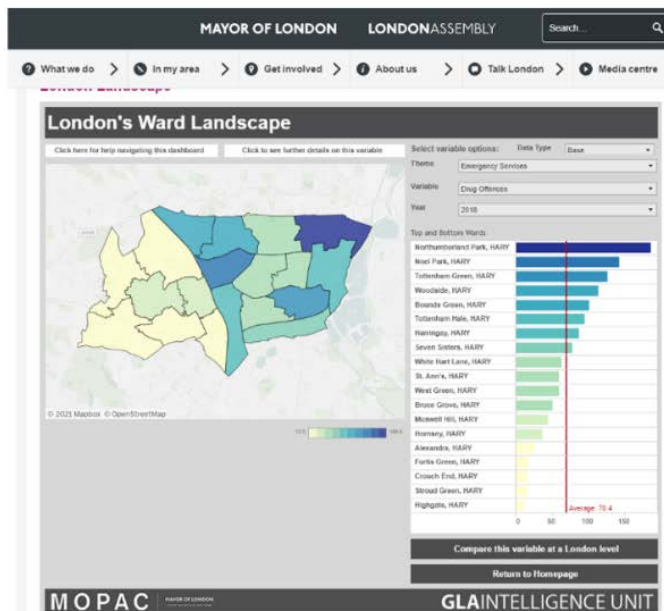 MAYOR OF LONDON LONDONASSEMBLY Search...
What we do In my area Get involved About us Talk London Media centre
London Landscape
London's Ward Landscape
Click here for help navigating this dashboard Click to see further details on this variable
Select variable options: Data Type Base
Theme Emergency Services
Variable Drug Offences
Year 2018
Top and Bottom Wards
Northumberland Park, HARY
Noel Park, HARY
Tottenham Green, HARY
Woodside, HARY
Bounds Green, HARY
Tottenham Hale, HARY
Harringay, HARY
Seven Sisters, HARY
White Hart Lane, HARY
St. Ann's, HARY
West Green, HARY
Bruce Grove, HARY
Muswell Hill, HARY
Hornsey, HARY
Alexandra, HARY
Fortis Green, HARY
Crouch End, HARY
Stroud Green, HARY
Highgate, HARY
Average 70.4
0 50 100 150
© 2021 Mapbox © OpenStreetMap
Compare this variable at a London level
Return to Homepage
MOPAC MAYOR OF LONDON
GLAINTELLIGENCE UNIT